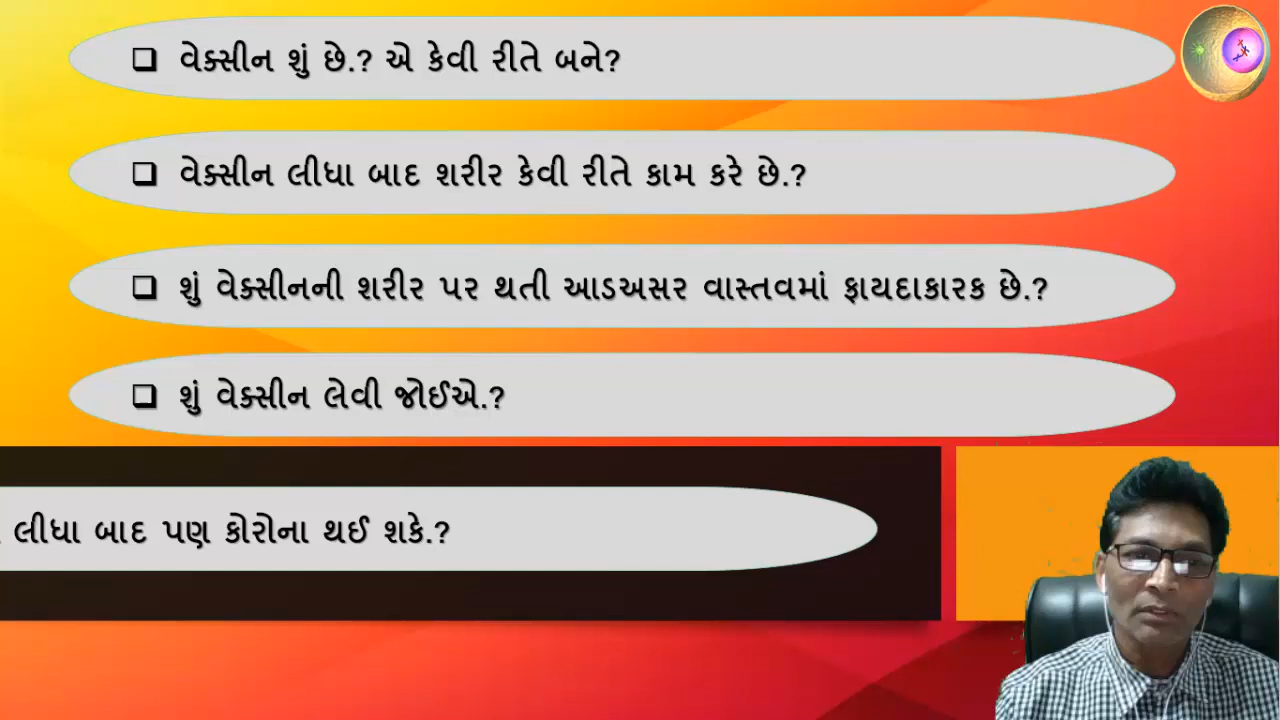 ❑ વેક્સીન શું છે.? એ કેવી રીતે બને?
❑ વેક્સીન લીધા બાદ શરીર કેવી રીતે કામ કરે છે.?
❑ શું વેક્સીનની શરીર પર થતી આડઅસર વાસ્તવમાં ફાયદાકારક છે.?
❑ શું વેક્સીન લેવી જોઈએ.?
લીધા બાદ પણ કોરોના થઈ શકે.?